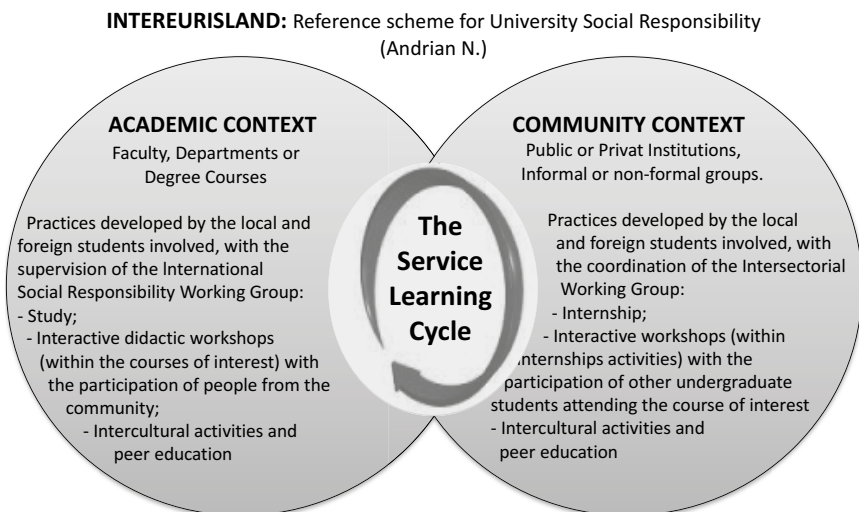 INTEREURISLAND: Reference scheme for University Social Responsibility
(Andrian N.)
ACADEMIC CONTEXT
Faculty, Departments or
Degree Courses
Practices developed by the local and
foreign students involved, with the
supervision of the International
Social Responsibility Working Group:
- Study;
- Interactive didactic workshops
(within the courses of interest) with
the participation of people from the
community;
- Intercultural activities and
peer education
The
Service
Learning
Cycle
COMMUNITY CONTEXT
Public or Privat Institutions,
Informal or non-formal groups.
Practices developed by the local
and foreign students involved, with
the coordination of the Intersectorial
Working Group:
- Internship;
- Interactive workshops (within
internships activities) with the
participation of other undergraduate
students attending the course of interest
- Intercultural activities and
peer education